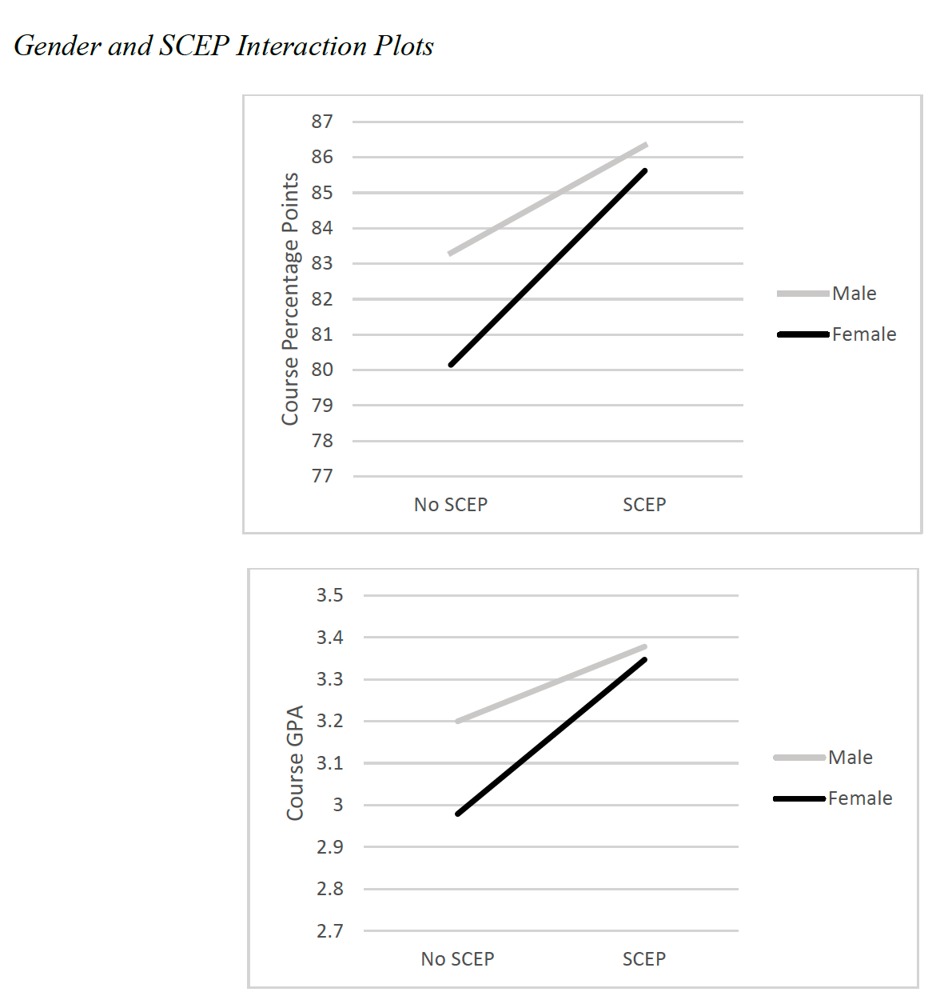 Gender and SCEP Interaction Plots
87
86
85
84
83
82
81
80
79
78
77
Course Percentage Points
No SCEP SCEP
Male
Female
3.5
3.4
3.3
3.2
3.1
3
2.9
2.8
2.7
Course GPA
No SCEP SCEP
Male
Female